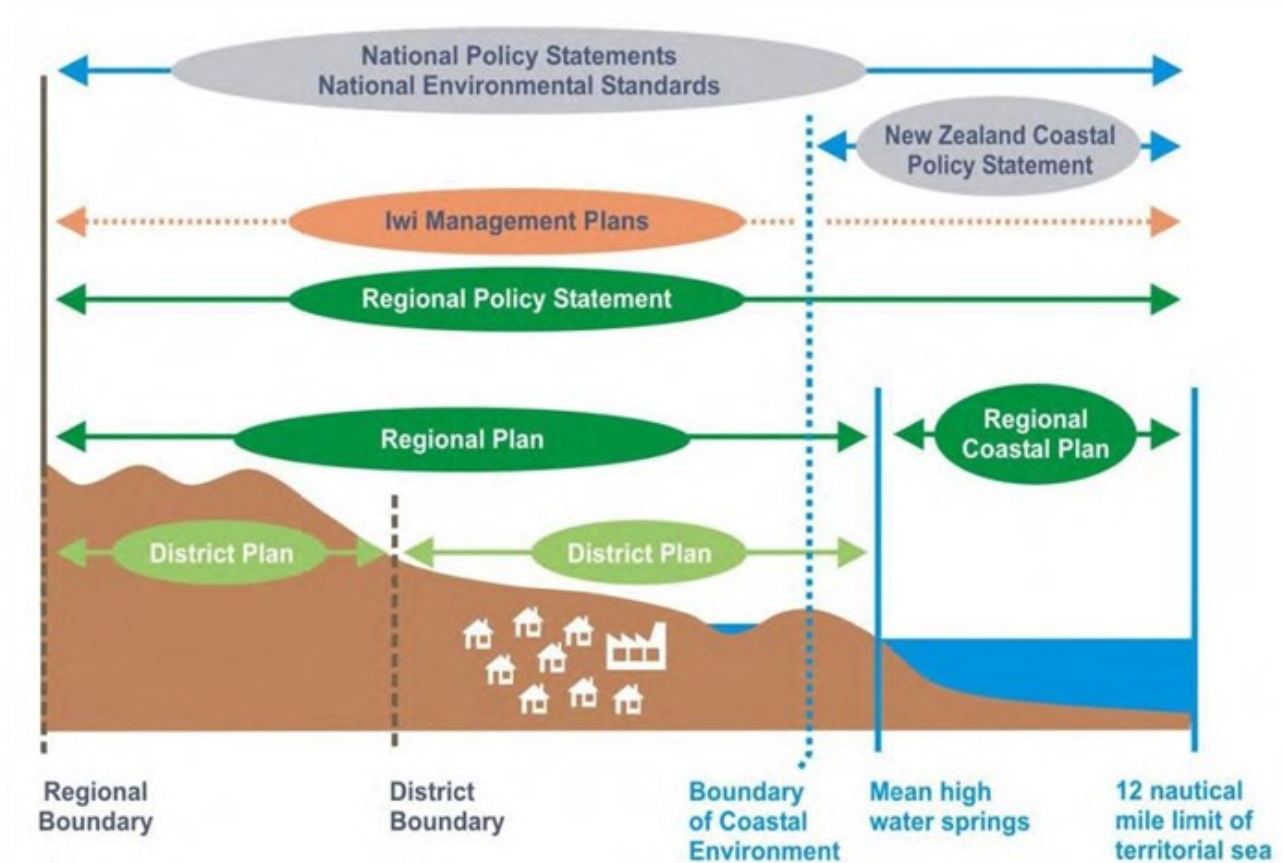 National Policy Statements
National Environmental Standards
New Zealand Coastal
Policy Statement
Iwi Management Plans
Regional Policy Statement
Regional Plan
Regional
Coastal Plan
District Plan
District Plan
Regional
Boundary
District
Boundary
Boundary
of Coastal
Environment
Mean high
water springs
12 nautical
mile limit of
territorial sea